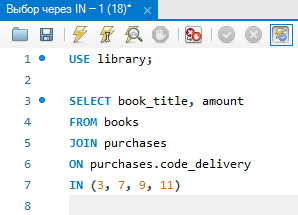 Выбор через IN – 1 (18)* ×
1 USE library;
2
3 SELECT book_title, amount
4 FROM books
5 JOIN purchases
6 ON purchases.code_delivery
7 IN (3, 7, 9, 11)
8